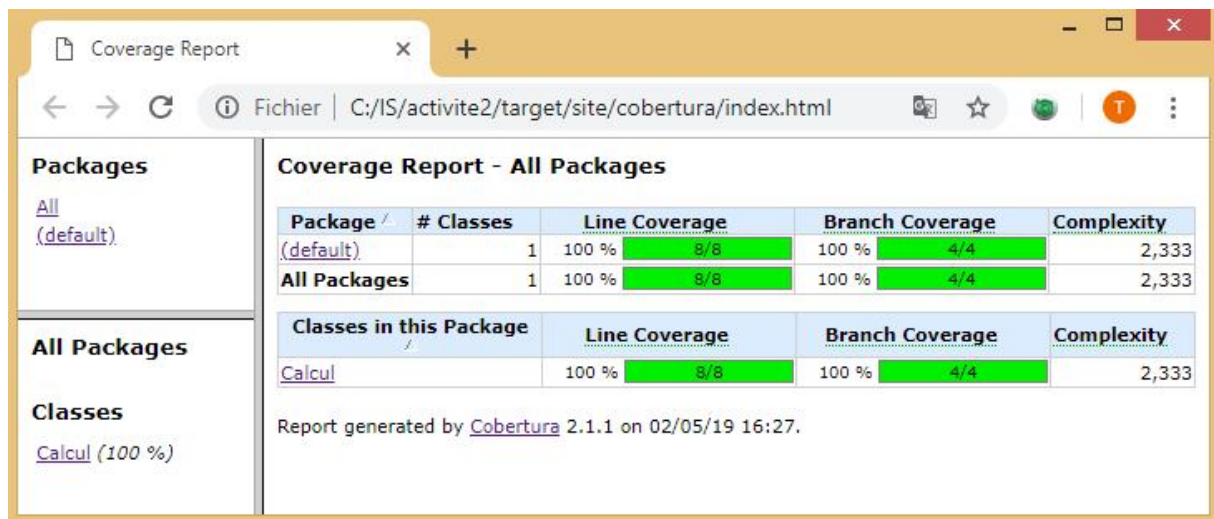 Coverage Report
Fichier | C:/IS/activite2/target/site/cobertura/index.html
T
Packages
All
(default)
All Packages
Classes
Calcul (100 %)
Coverage Report - All Packages
Package # Classes Line Coverage Branch Coverage Complexity
(default) 1 100 % 8/8 100 % 4/4 2,333
All Packages 1 100 % 8/8 100 % 4/4 2,333
Classes in this Package Line Coverage Branch Coverage Complexity
Calcul 100 % 8/8 100 % 4/4 2,333
Report generated by Cobertura 2.1.1 on 02/05/19 16:27.